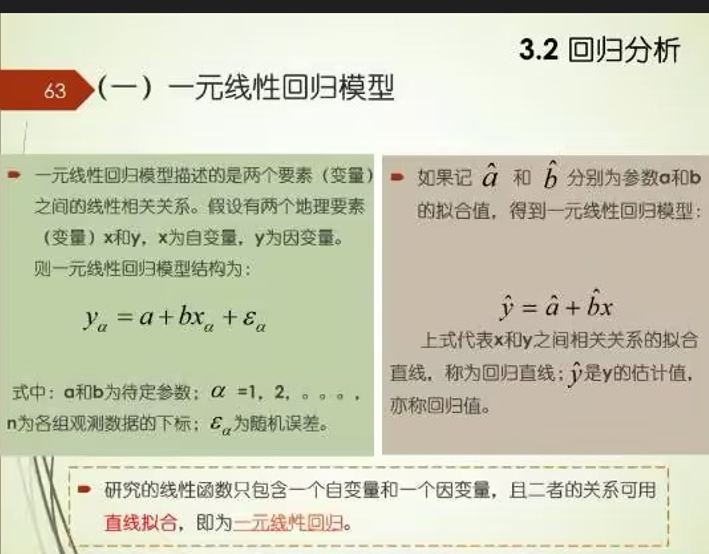 3.2 回归分析
63
(一) 一元线性回归模型
一元线性回归模型描述的是两个要素（变量）
之间的线性相关关系。假设有两个地理要素
（变量）x和y，x为自变量，y为因变量。
则一元线性回归模型结构为：
yα = a + bxα + εα
式中：a和b为待定参数；α =1，2，。。。。，
n为各组观测数据的下标；εα为随机误差。
如果记 â 和 b̂ 分别为参数a和b
的拟合值，得到一元线性回归模型：
ŷ = â + b̂x
上式代表x和y之间相关关系的拟合
直线，称为回归直线；ŷ是y的估计值，
亦称回归值。
研究的线性函数只包含一个自变量和一个因变量，且二者的关系可用
直线拟合，即为一元线性回归。